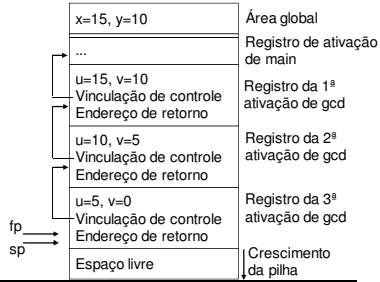 x=15, y=10
Área global
...
Registro de ativação
de main
u=15, v=10
Vinculação de controle
Endereço de retorno
Registro da 1ª
ativação de gcd
u=10, v=5
Vinculação de controle
Endereço de retorno
Registro da 2ª
ativação de gcd
u=5, v=0
Vinculação de controle
Endereço de retorno
Registro da 3ª
ativação de gcd
fp
sp
Espaço livre
Crescimento
da pilha